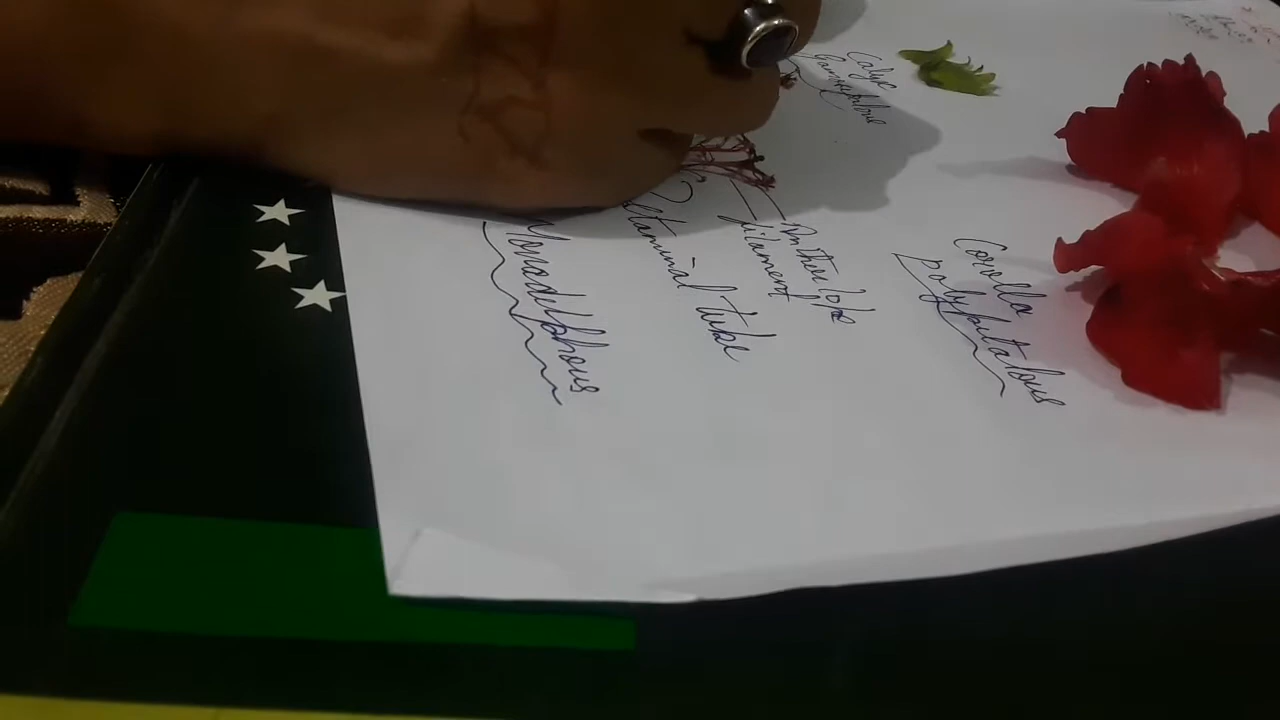 Calyx
Gamosepalous
Corolla
polypetalous
Anther lobe
filament
Staminal tube
Monadelphous